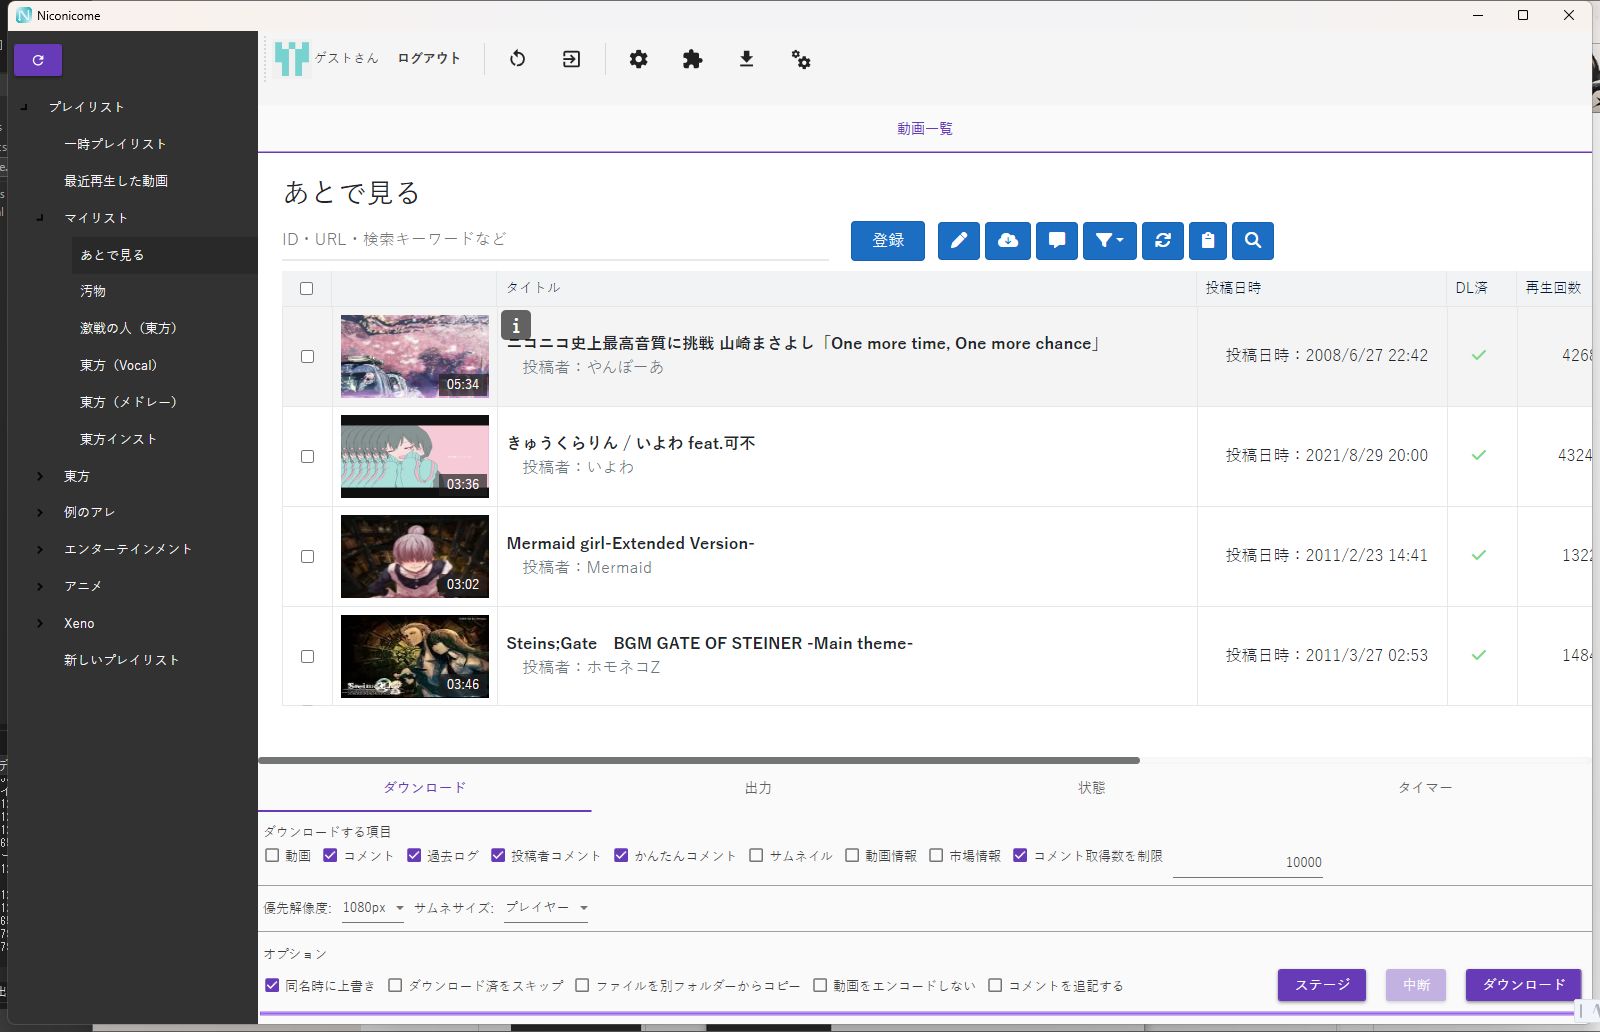 Niconicome
ゲストさん ログアウト
プレイリスト
一時プレイリスト
最近再生した動画
マイリスト
あとで見る
汚物
激戦の人（東方）
東方（Vocal）
東方（メドレー）
東方インスト
東方
例のアレ
エンターテインメント
アニメ
Xeno
新しいプレイリスト
動画一覧
あとで見る
ID・URL・検索キーワードなど 登録
タイトル 投稿日時 DL済 再生回数
ニコニコ史上最高音質に挑戦 山崎まさよし「One more time, One more chance」
投稿者：やんぼーあ
05:34
投稿日時：2008/6/27 22:42 4268
きゅうくらりん / いよわ feat.可不
投稿者：いよわ
03:36
投稿日時：2021/8/29 20:00 4324
Mermaid girl-Extended Version-
投稿者：Mermaid
03:02
投稿日時：2011/2/23 14:41 1322
Steins;Gate　BGM GATE OF STEINER -Main theme-
投稿者：ホモネコZ
03:46
投稿日時：2011/3/27 02:53 1484
ダウンロード 出力 状態 タイマー
ダウンロードする項目
動画 コメント 過去ログ 投稿者コメント かんたんコメント サムネイル 動画情報 市場情報 コメント取得数を制限 10000
優先解像度: 1080px サムネサイズ: プレイヤー
オプション
同名時に上書き ダウンロード済をスキップ ファイルを別フォルダーからコピー 動画をエンコードしない コメントを追記する
ステージ 中断 ダウンロード